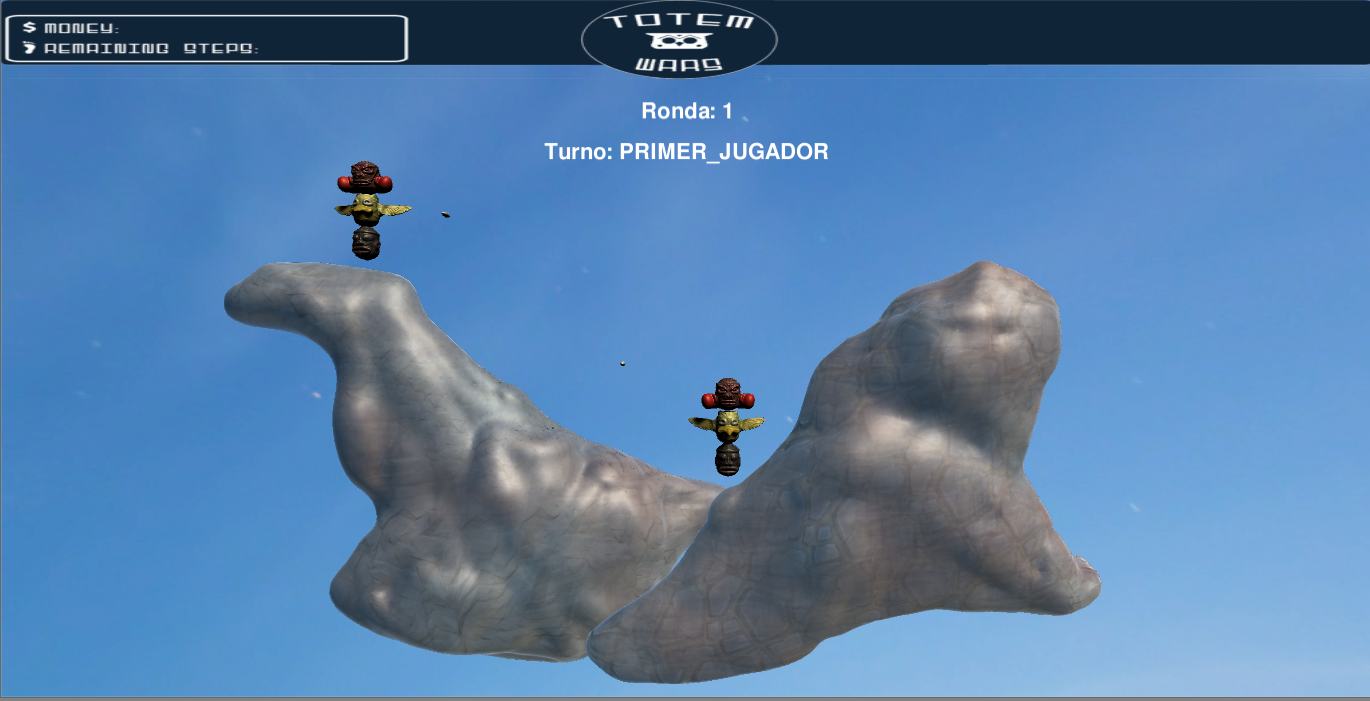 $ MONEY:
REMAINING STEPS:
TOTEM
WARS
Ronda: 1
Turno: PRIMER_JUGADOR